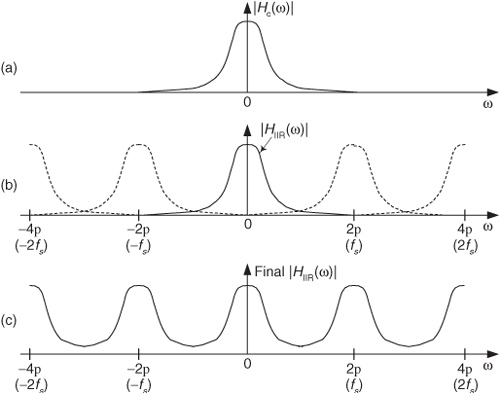 |Hc(ω)|
(a)
0
ω
|HIIR(ω)|
(b)
–4p –2p 0 2p ω 4p
(–2fs) (–fs) (fs) (2fs)
Final |HIIR(ω)|
(c)
–4p –2p 0 2p ω 4p
(–2fs) (–fs) (fs) (2fs)